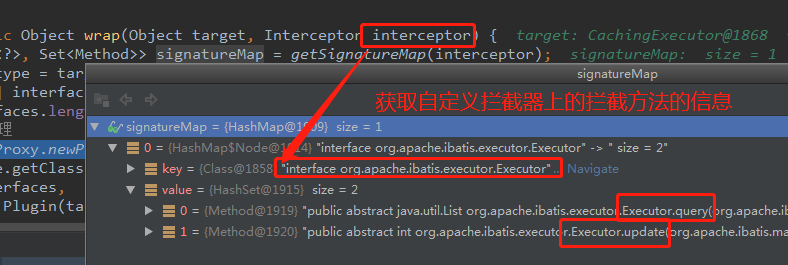 ic Object wrap(Object target, Interceptor interceptor) { target: CachingExecutor@1868
<?>, Set<Method>> signatureMap = getSignatureMap(interceptor); signatureMap: size = 1
type = tar
] interfac
faces.leng
理
Proxy.newP
e.getClass
erfaces,
Plugin(ta
signatureMap
获取自定义拦截器上的拦截方法的信息
signatureMap = {HashMap@1909} size = 1
0 = {HashMap$Node@1914} "interface org.apache.ibatis.executor.Executor" -> " size = 2"
key = {Class@1858} "interface org.apache.ibatis.executor.Executor" ... Navigate
value = {HashSet@1915} size = 2
0 = {Method@1919} "public abstract java.util.List org.apache.ibatis.executor.Executor.query(org.apache.ib
1 = {Method@1920} "public abstract int org.apache.ibatis.executor.Executor.update(org.apache.ibatis.ma